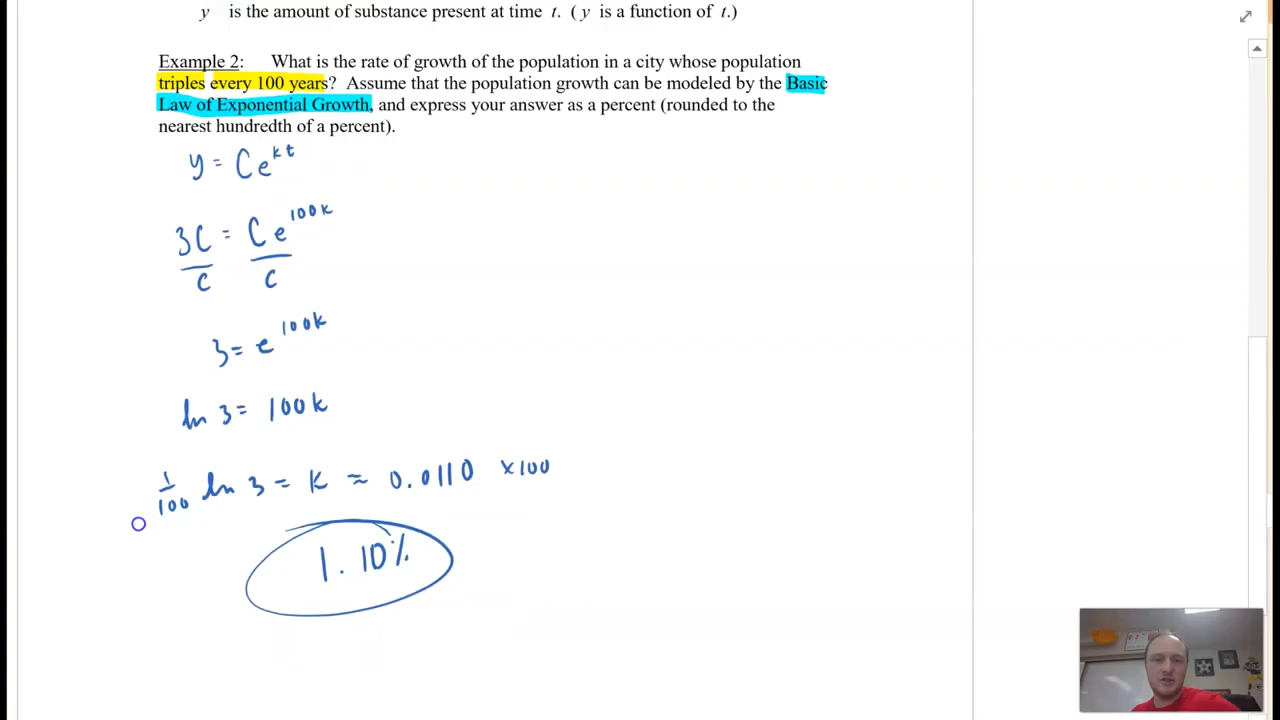 y is the amount of substance present at time t. ( y is a function of t.)
Example 2: What is the rate of growth of the population in a city whose population
triples every 100 years? Assume that the population growth can be modeled by the Basic
Law of Exponential Growth, and express your answer as a percent (rounded to the
nearest hundredth of a percent).
y = Ce^kt
3C = Ce^100k
C C
3 = e^100k
ln 3 = 100k
1/100 ln 3 = k ≈ 0.0110 ×100
1.10%